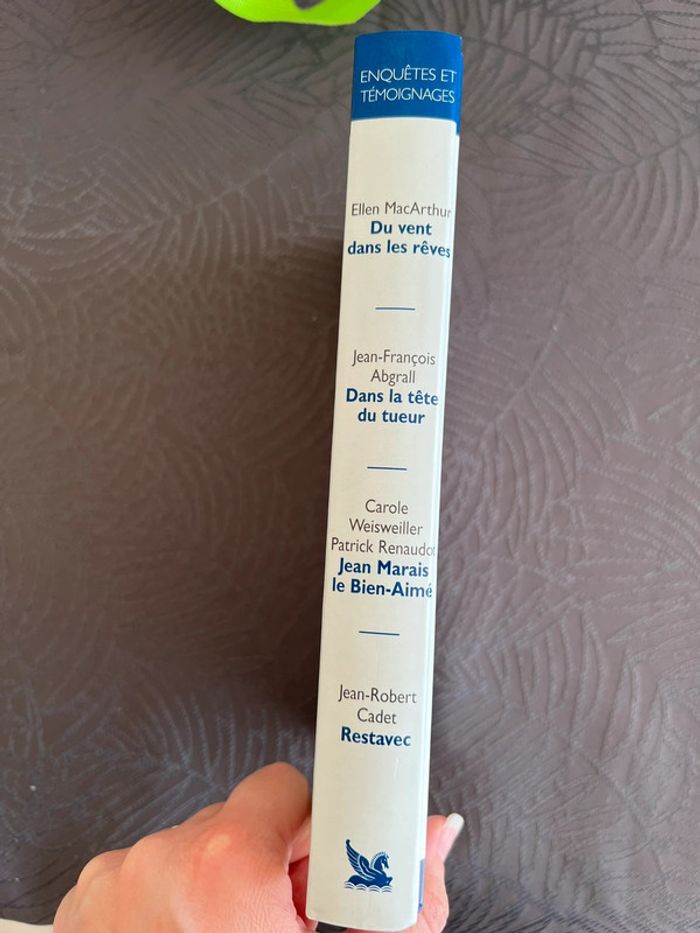 ENQUÊTES ET
TÉMOIGNAGES
Ellen MacArthur
Du vent
dans les rêves
Jean-François
Abgrall
Dans la tête
du tueur
Carole
Weisweiller
Patrick Renaudot
Jean Marais
le Bien-Aimé
Jean-Robert
Cadet
Restavec